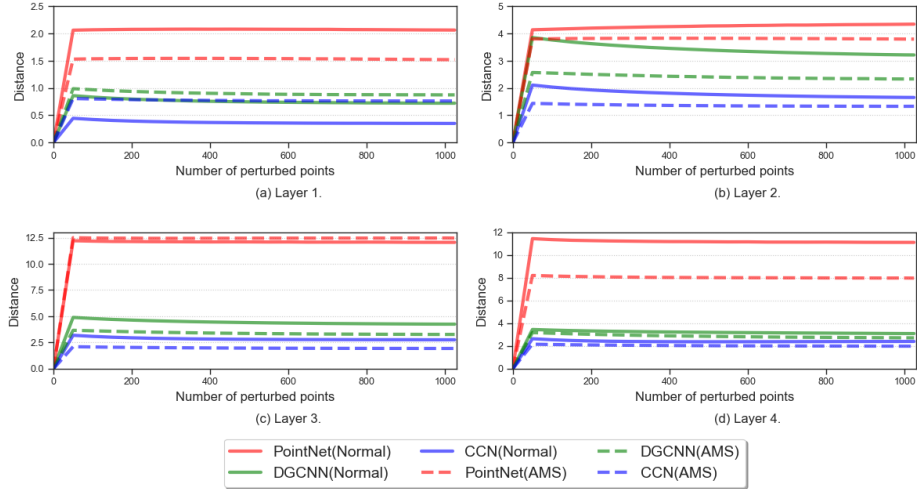 2.5
2.0
1.5
1.0
0.5
0.0
Distance
0 200 400 600 800 1000
Number of perturbed points
(a) Layer 1.
5
4
3
2
1
0
Distance
0 200 400 600 800 1000
Number of perturbed points
(b) Layer 2.
12.5
10.0
7.5
5.0
2.5
0.0
Distance
0 200 400 600 800 1000
Number of perturbed points
(c) Layer 3.
12
10
8
6
4
2
0
Distance
0 200 400 600 800 1000
Number of perturbed points
(d) Layer 4.
PointNet(Normal) CCN(Normal) DGCNN(AMS)
DGCNN(Normal) PointNet(AMS) CCN(AMS)